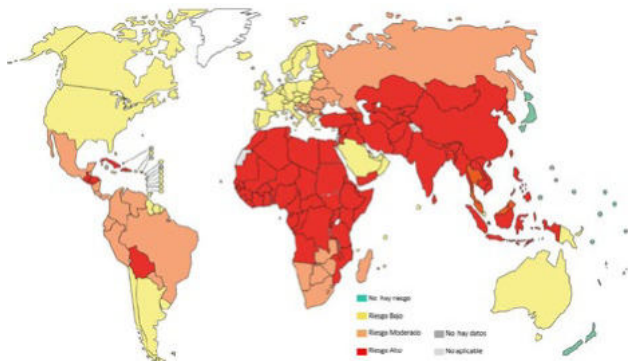 No hay riesgo
Riesgo Bajo
Riesgo Moderado
No hay datos
Riesgo Alto
No aplicable